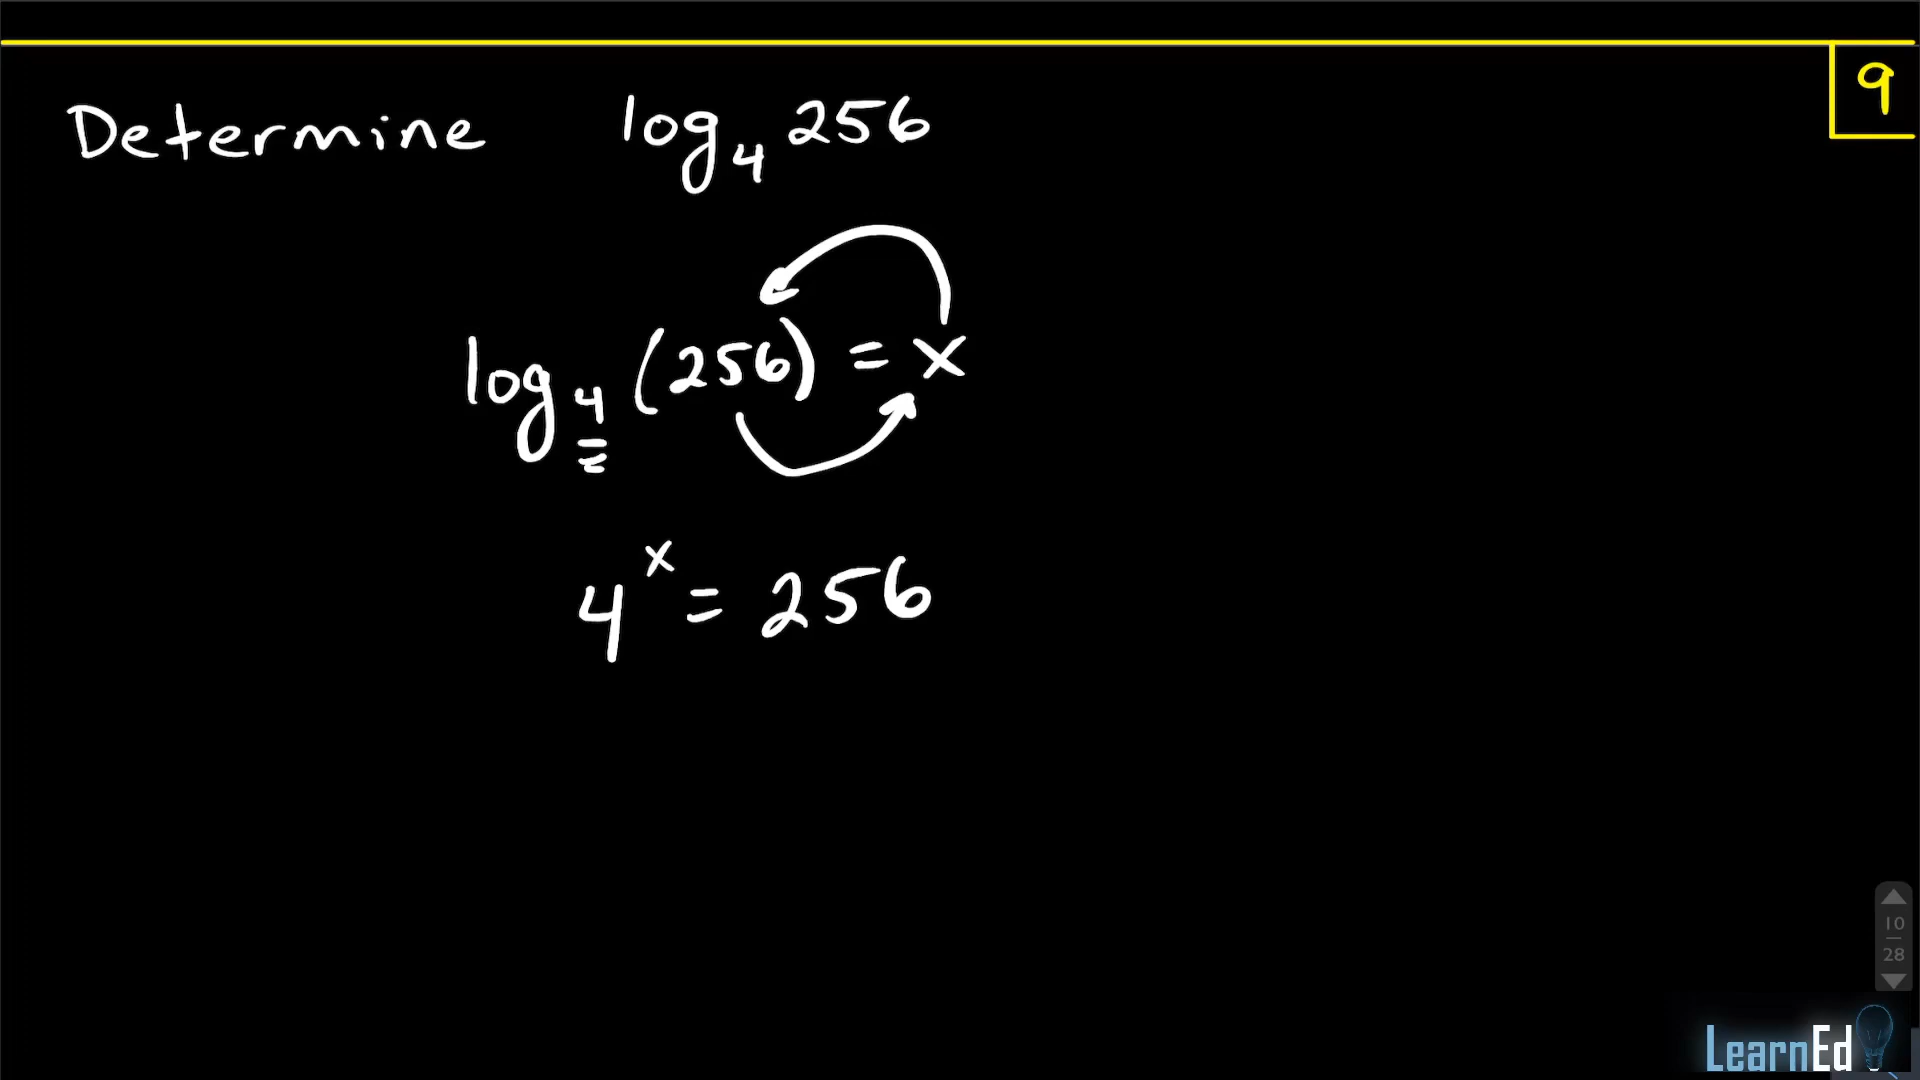 9
Determine log₄ 256
log₄ (256) = x
4ˣ = 256
10
28
LearnEd